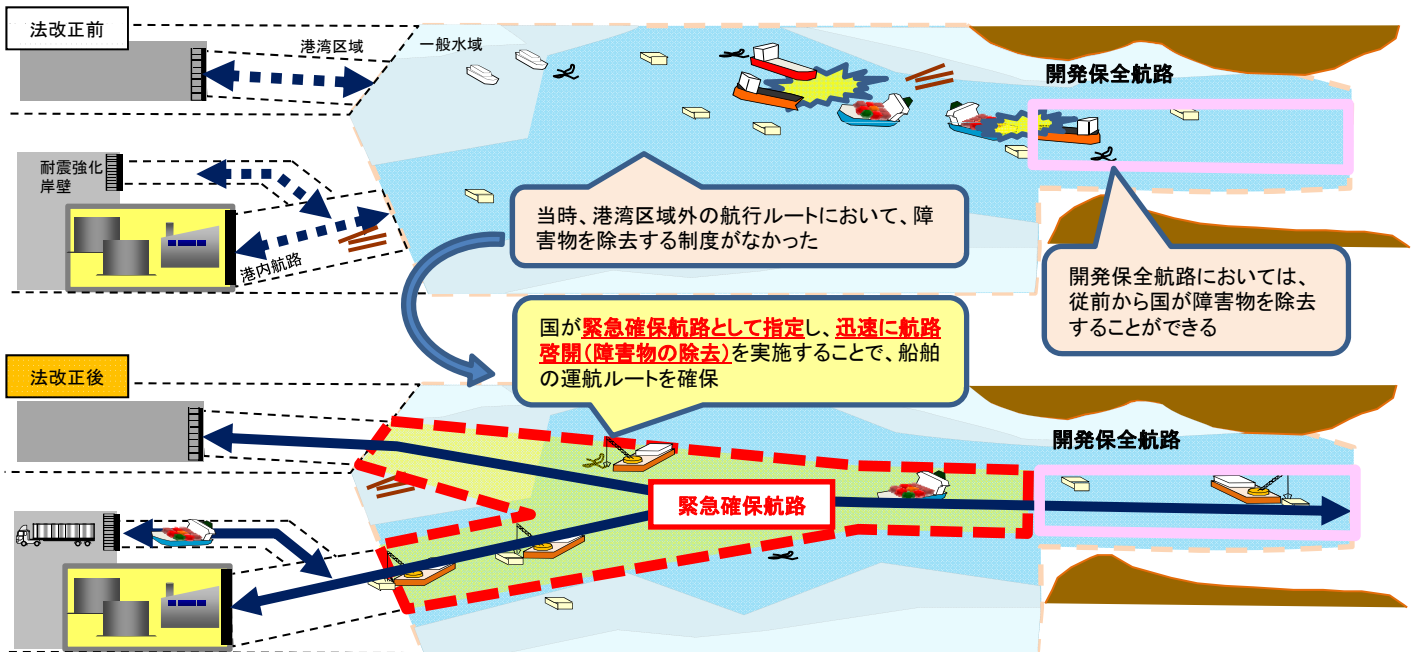 法改正前
港湾区域
一般水域
開発保全航路
耐震強化
岸壁
港内航路
当時、港湾区域外の航行ルートにおいて、障
害物を除去する制度がなかった
開発保全航路においては、
従前から国が障害物を除去
することができる
国が緊急確保航路として指定し、迅速に航路
啓開(障害物の除去)を実施することで、船舶
の運航ルートを確保
法改正後
開発保全航路
緊急確保航路